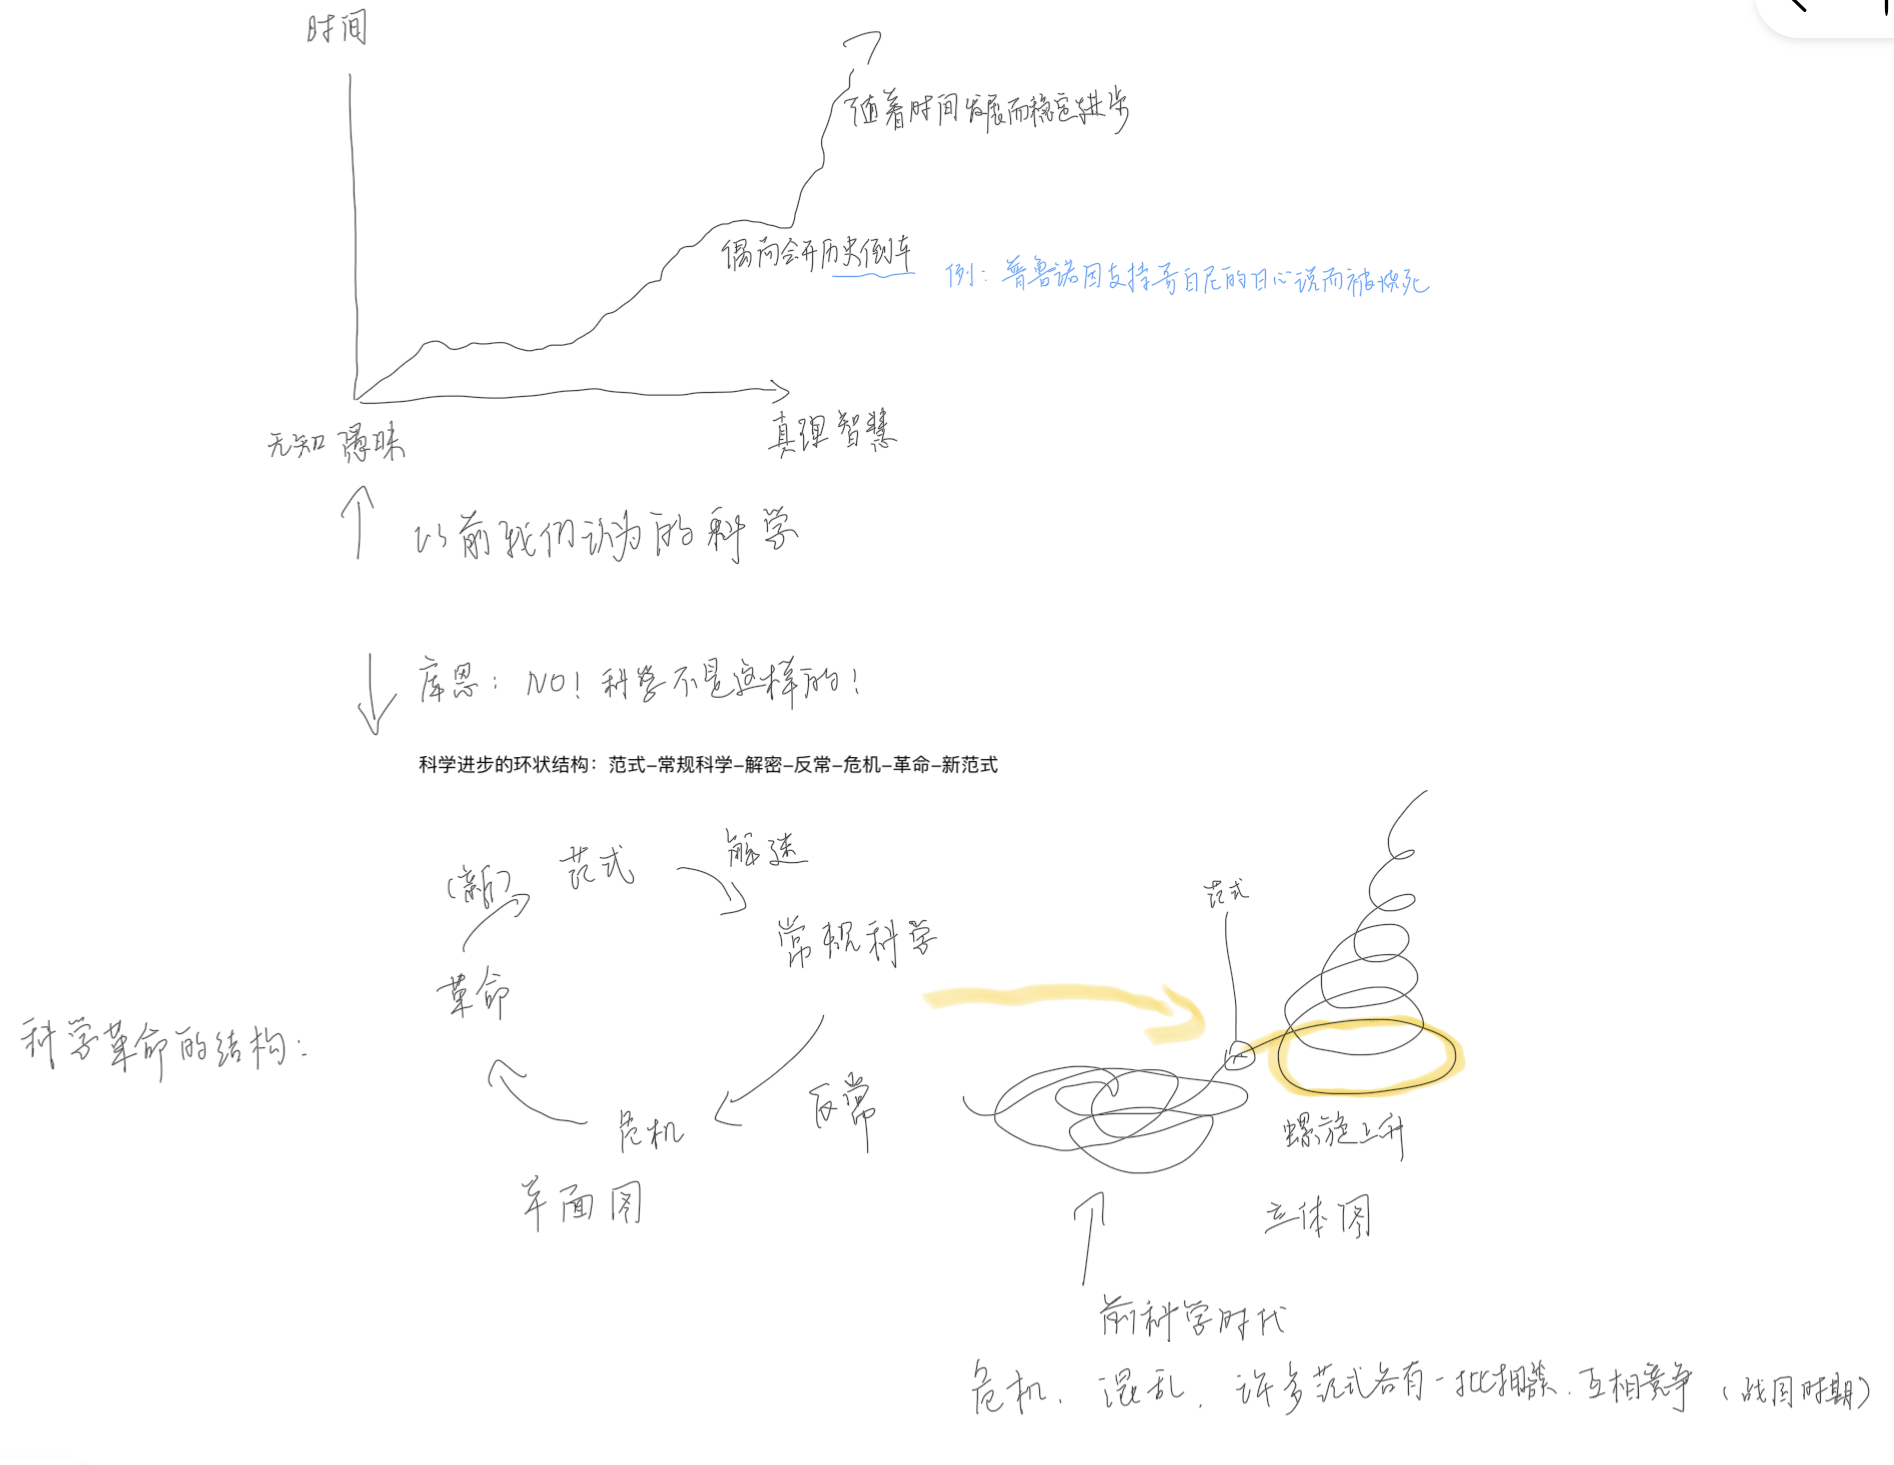 时间
随着时间发展而稳定进步
偶尔会开历史倒车
例：普鲁诺因支持哥白尼的日心说而被烧死
无知愚昧
真理智慧
以前我们认为的科学
库恩：NO！科学不是这样的！
科学进步的环状结构：范式–常规科学–解密–反常–危机–革命–新范式
解迷
(新)
范式
范式
常规科学
革命
科学革命的结构：
反常
危机
螺旋上升
平面图
立体图
前科学时代
危机、混乱，许多范式各有一批拥簇、互相竞争（战国时期）